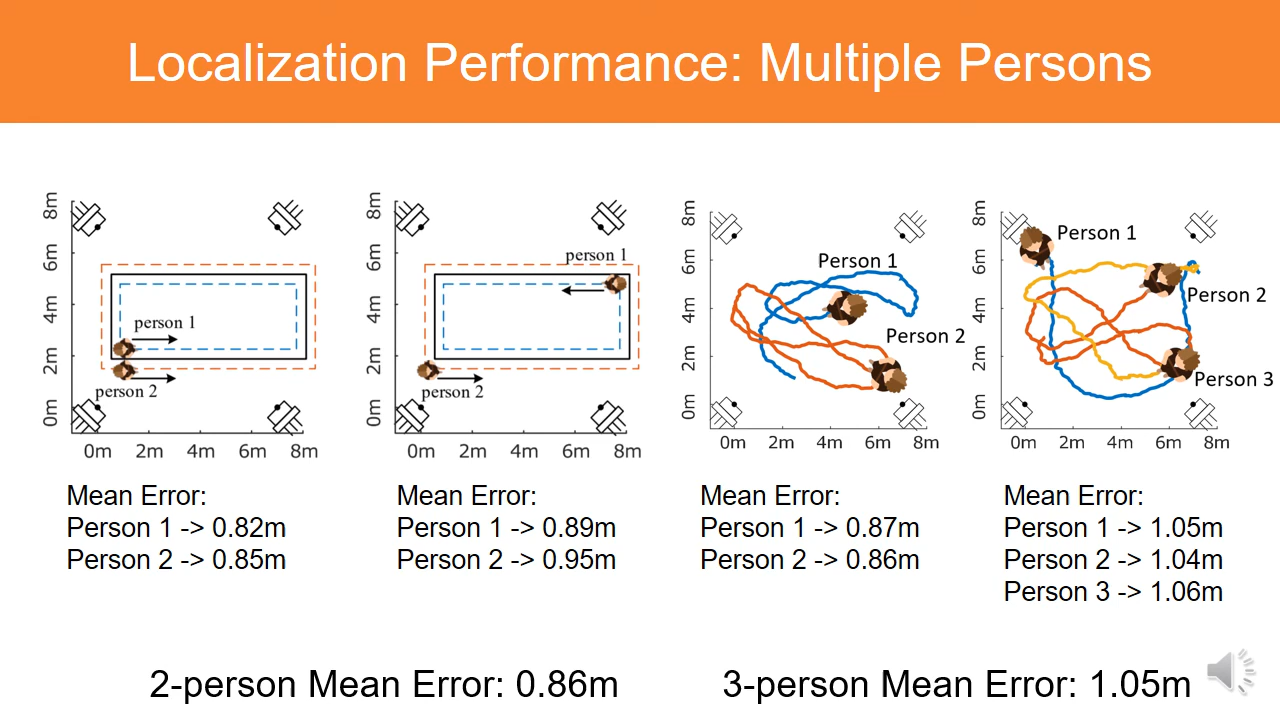 Localization Performance: Multiple Persons
8m
6m
4m
2m
0m
person 1
person 2
0m 2m 4m 6m 8m
Mean Error:
Person 1 -> 0.82m
Person 2 -> 0.85m
8m
6m
4m
2m
0m
person 1
person 2
0m 2m 4m 6m 8m
Mean Error:
Person 1 -> 0.89m
Person 2 -> 0.95m
8m
6m
4m
2m
0m
Person 1
Person 2
0m 2m 4m 6m 8m
Mean Error:
Person 1 -> 0.87m
Person 2 -> 0.86m
8m
6m
4m
2m
0m
Person 1
Person 2
Person 3
0m 2m 4m 6m 8m
Mean Error:
Person 1 -> 1.05m
Person 2 -> 1.04m
Person 3 -> 1.06m
2-person Mean Error: 0.86m
3-person Mean Error: 1.05m